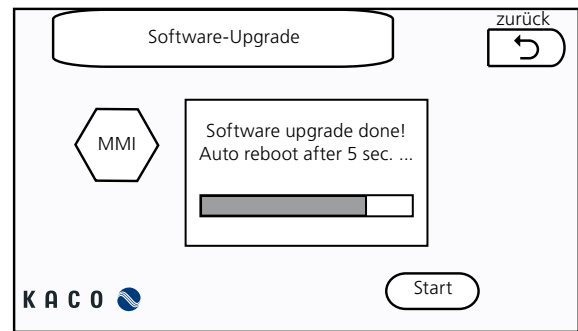 Software-Upgrade
zurück
MMI
Software upgrade done!
Auto reboot after 5 sec. ...
Start
KACO